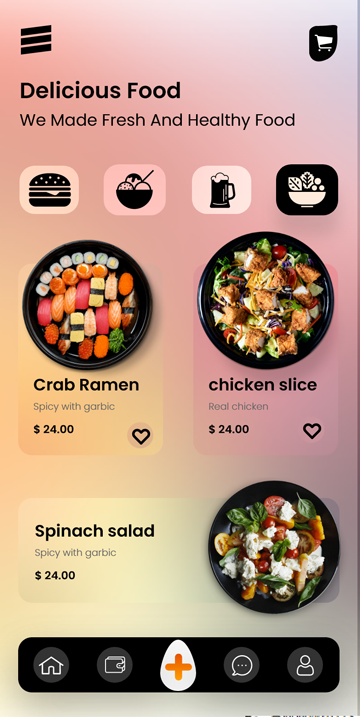 Delicious Food
We Made Fresh And Healthy Food
Crab Ramen
Spicy with garbic
$ 24.00
chicken slice
Real chicken
$ 24.00
Spinach salad
Spicy with garbic
$ 24.00